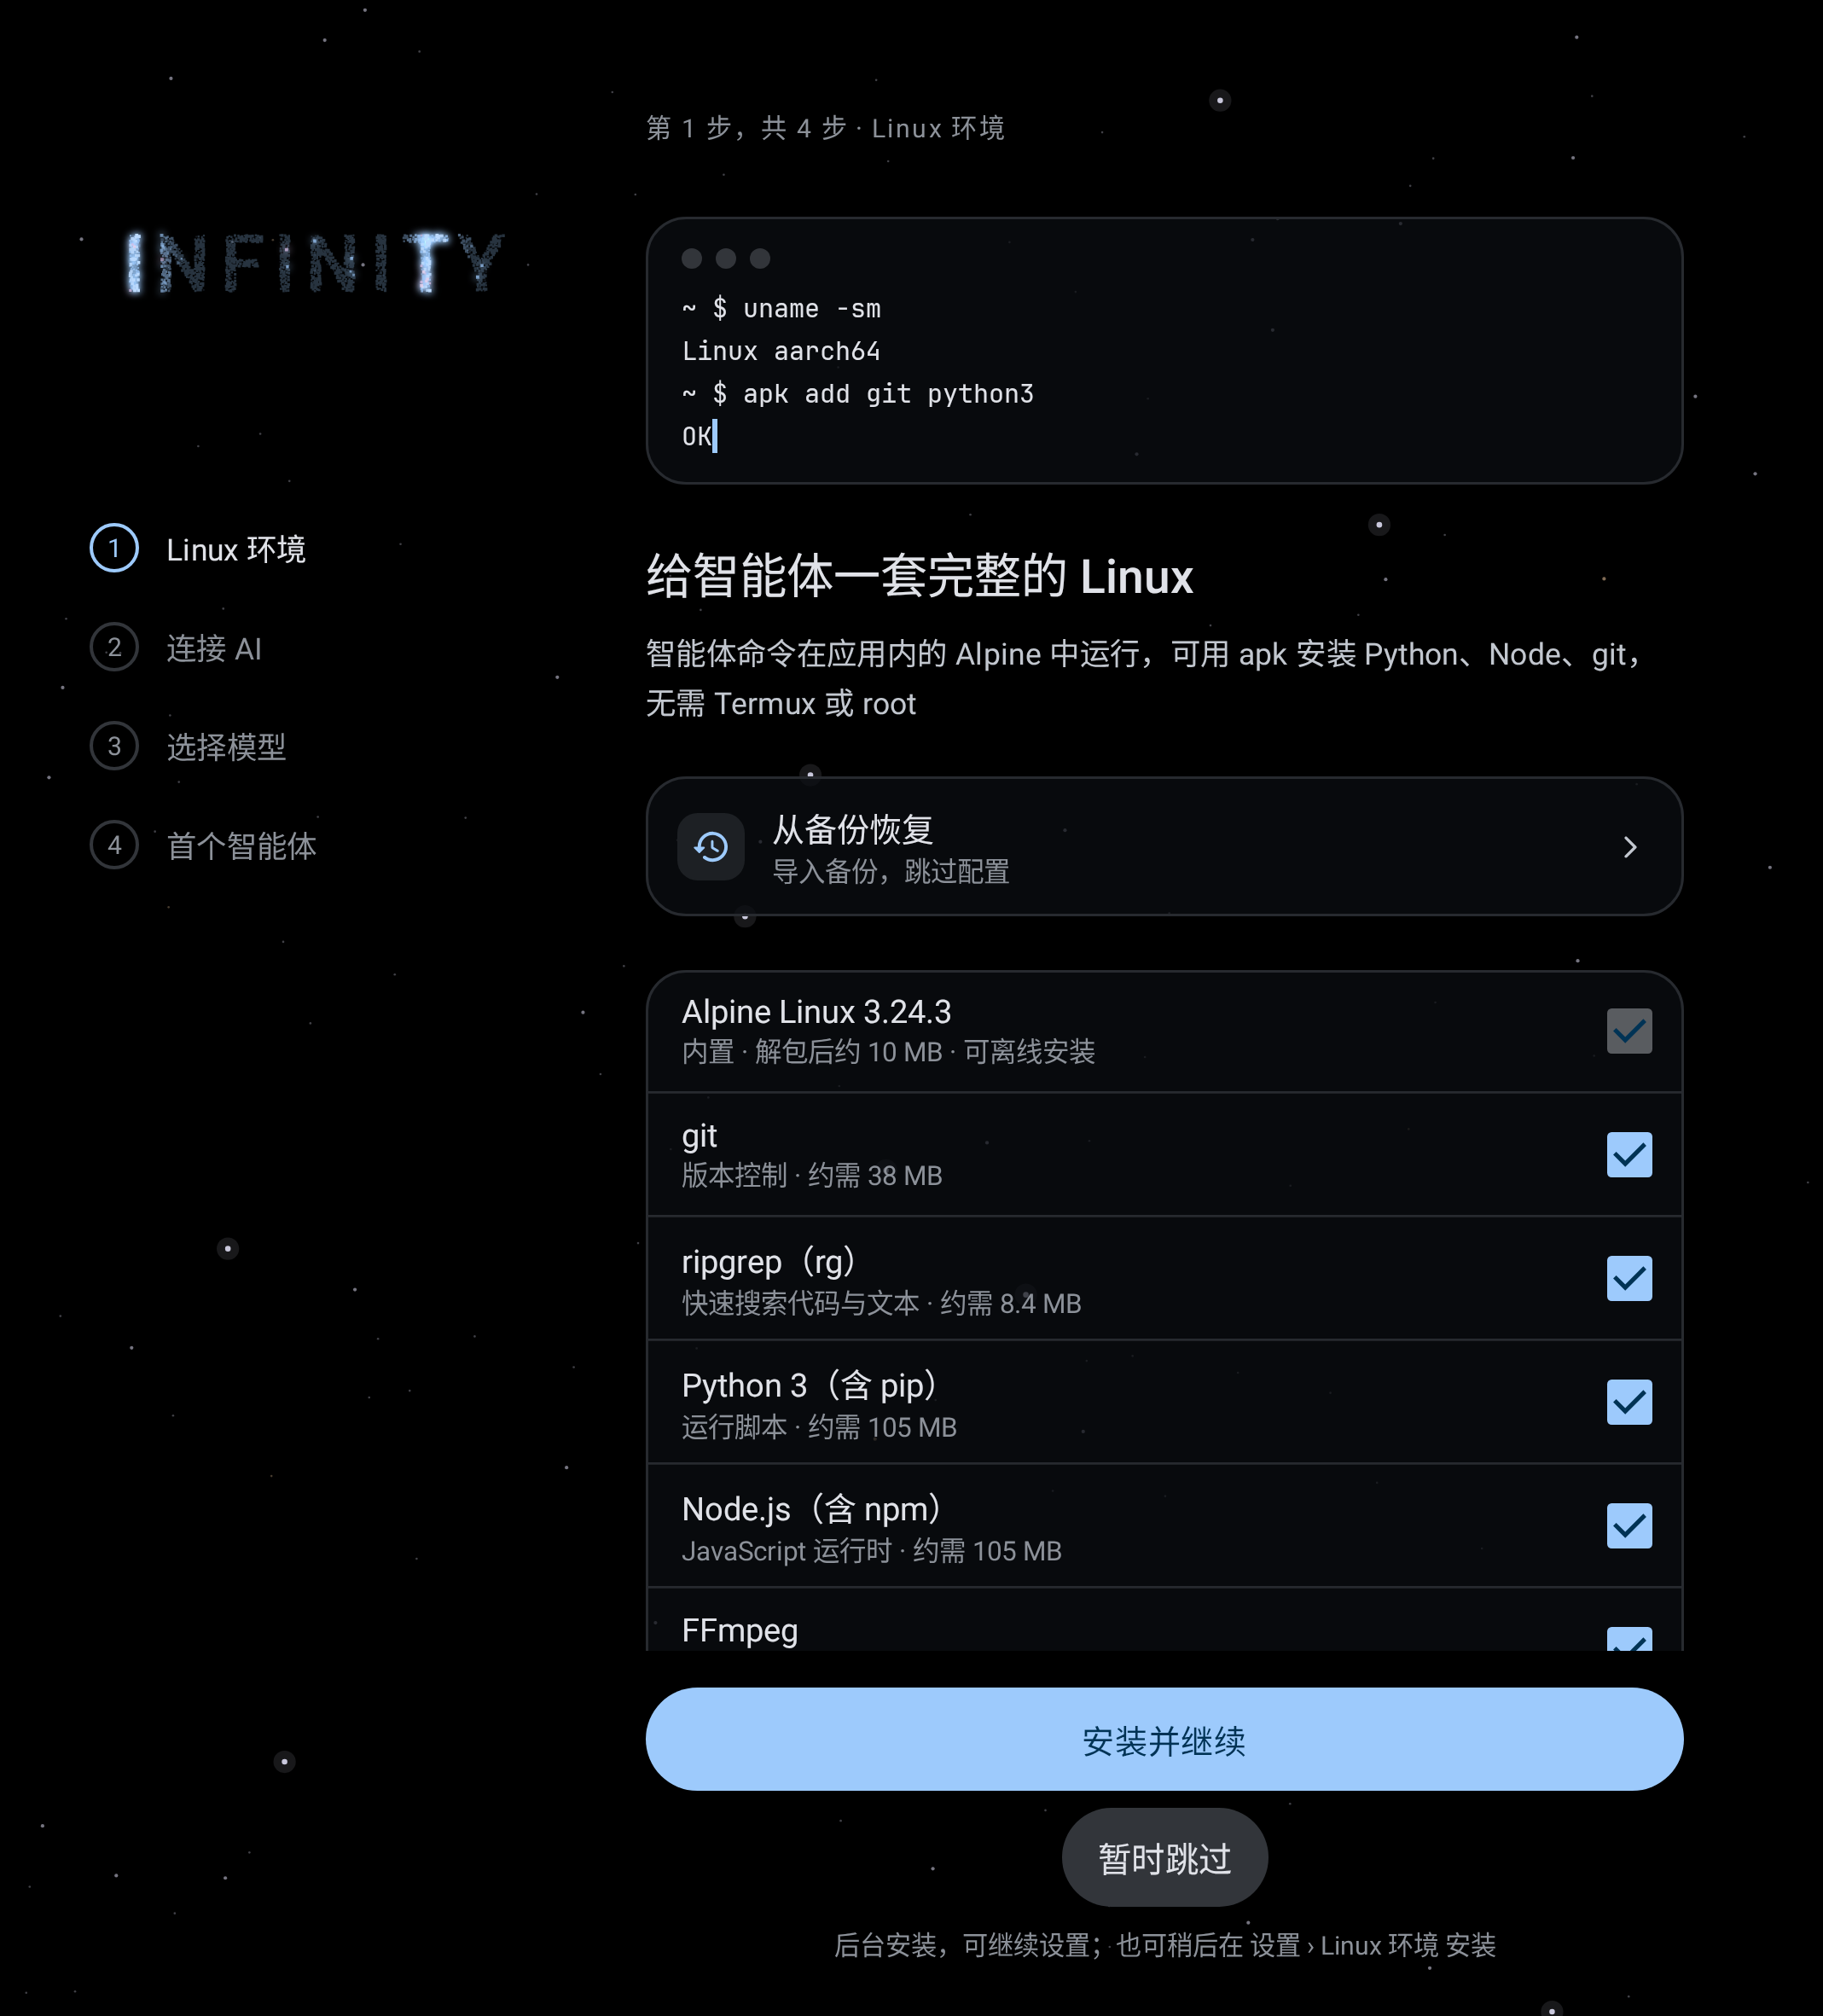 第 1 步，共 4 步 · Linux 环境
INFINITY
1 Linux 环境
2 连接 AI
3 选择模型
4 首个智能体
~ $ uname -sm
Linux aarch64
~ $ apk add git python3
OK
给智能体一套完整的 Linux
智能体命令在应用内的 Alpine 中运行，可用 apk 安装 Python、Node、git，
无需 Termux 或 root
从备份恢复
导入备份，跳过配置
Alpine Linux 3.24.3
内置 · 解包后约 10 MB · 可离线安装
git
版本控制 · 约需 38 MB
ripgrep（rg）
快速搜索代码与文本 · 约需 8.4 MB
Python 3（含 pip）
运行脚本 · 约需 105 MB
Node.js（含 npm）
JavaScript 运行时 · 约需 105 MB
FFmpeg
安装并继续
暂时跳过
后台安装，可继续设置；也可稍后在 设置 › Linux 环境 安装